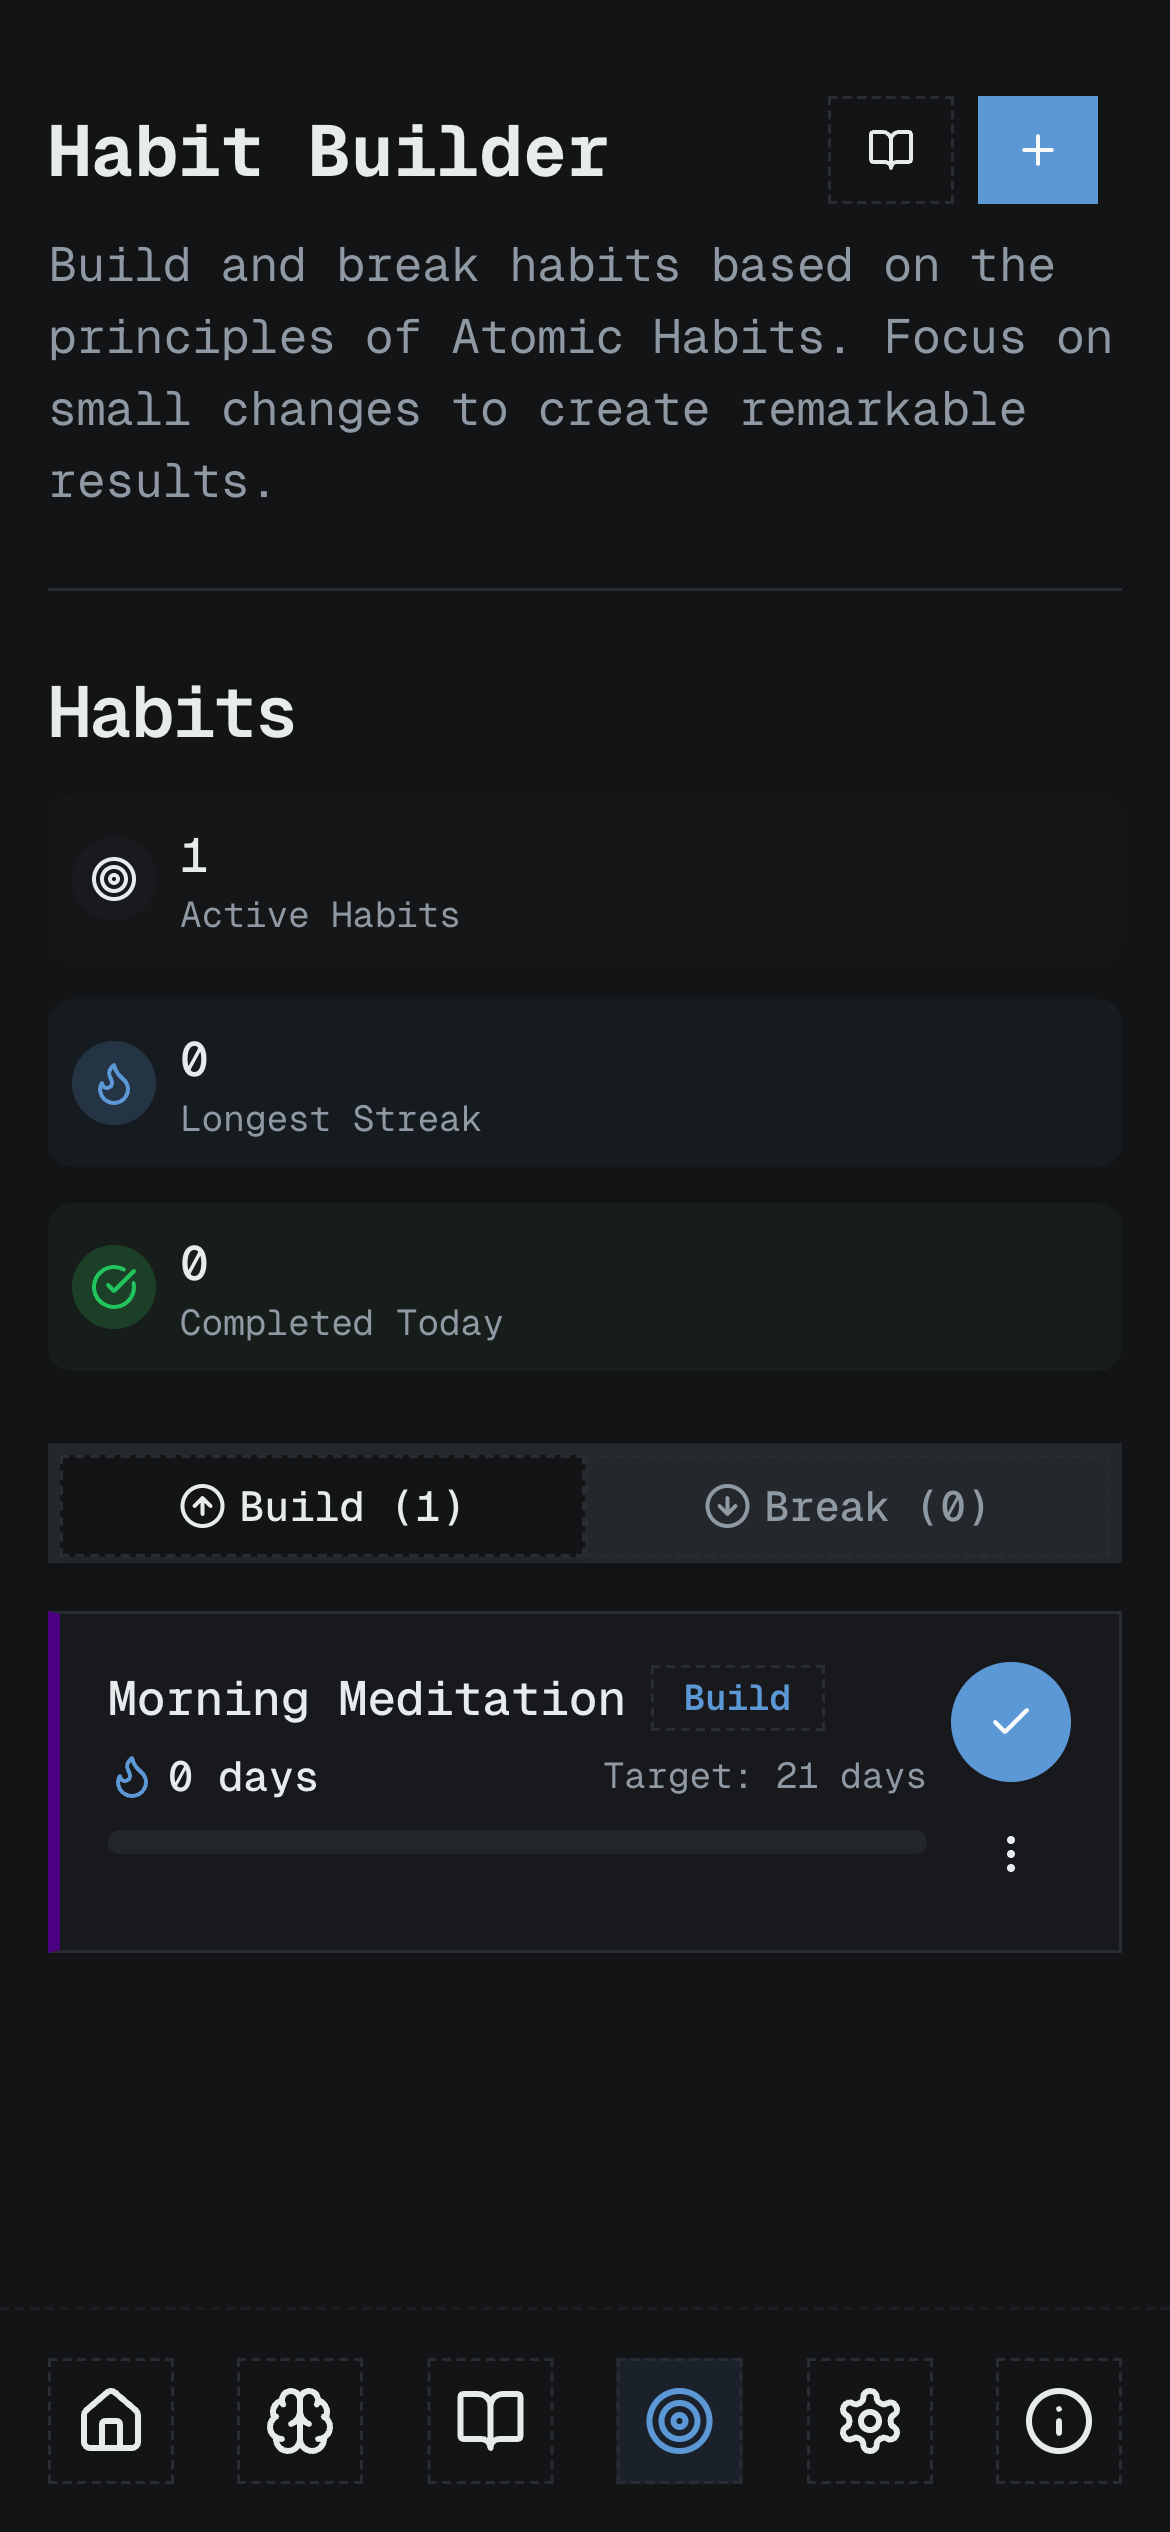 Habit Builder
Build and break habits based on the
principles of Atomic Habits. Focus on
small changes to create remarkable
results.
Habits
1
Active Habits
0
Longest Streak
0
Completed Today
Build (1)
Break (0)
Morning Meditation
Build
0 days
Target: 21 days